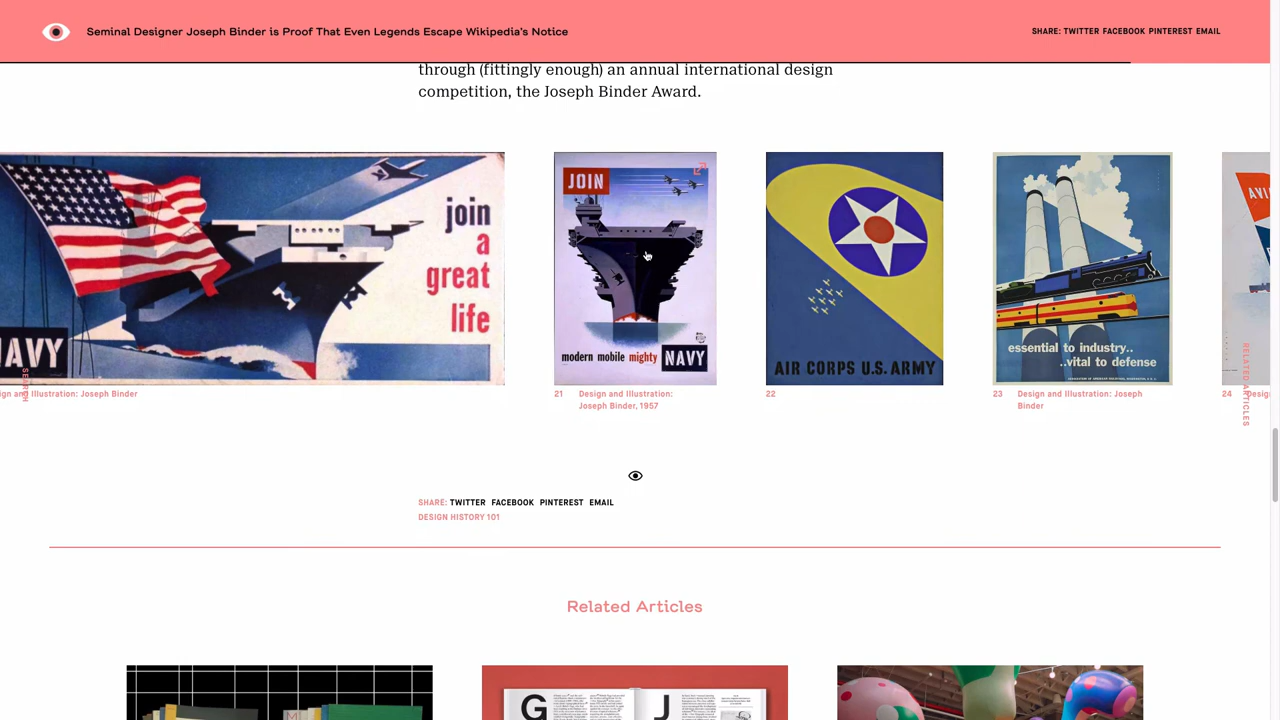 Seminal Designer Joseph Binder is Proof That Even Legends Escape Wikipedia's Notice
SHARE: TWITTER FACEBOOK PINTEREST EMAIL
through (fittingly enough) an annual international design
competition, the Joseph Binder Award.
join
a
great
life
NAVY
JOIN
modern mobile mighty NAVY
AIR CORPS U.S. ARMY
essential to industry..
..vital to defense
AVI
ign and Illustration: Joseph Binder
21 Design and Illustration:
Joseph Binder, 1957
22
23 Design and Illustration: Joseph
Binder
24 Desig
SEARCH
RELATED ARTICLES
SHARE: TWITTER FACEBOOK PINTEREST EMAIL
DESIGN HISTORY 101
Related Articles
G
J